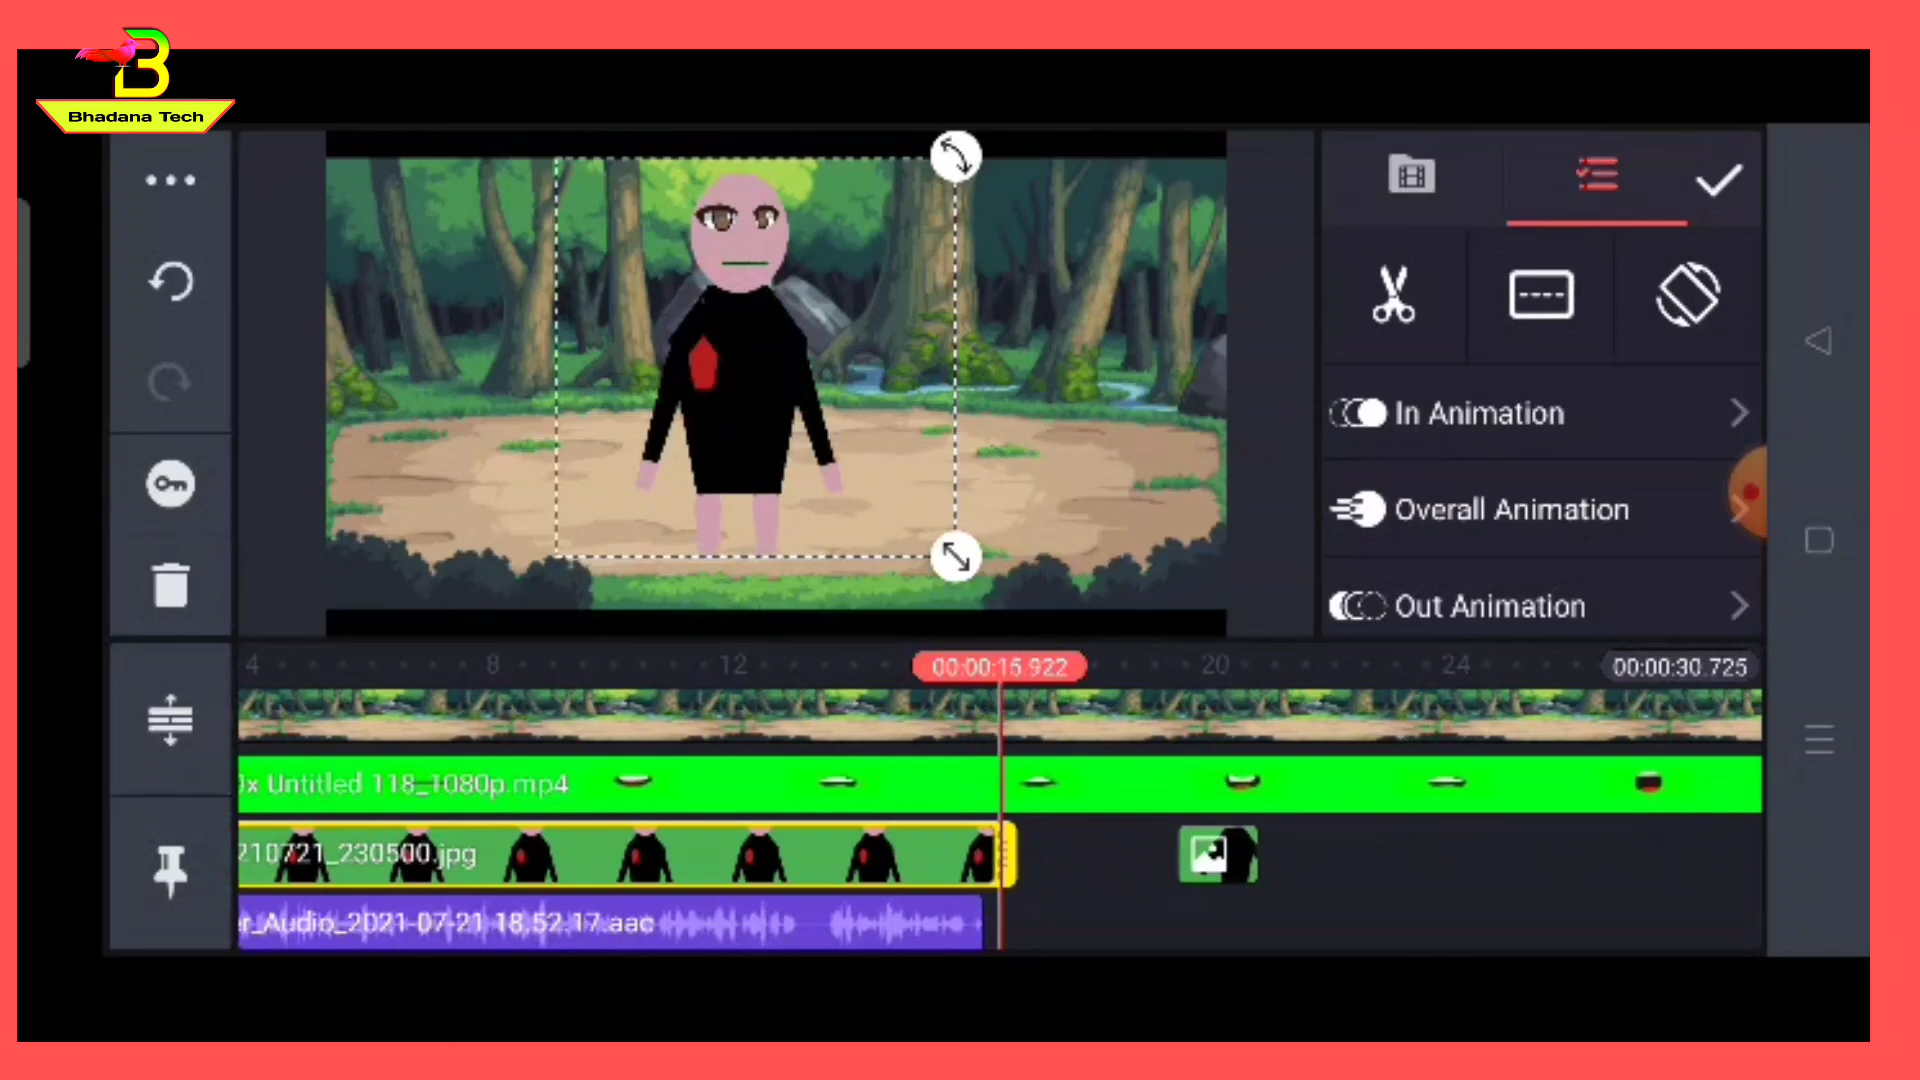 B
Bhadana Tech
In Animation
Overall Animation
Out Animation
4 8 12 00:00:15.922 20 24 00:00:30.725
x Untitled 118_1080p.mp4
210721_230500.jpg
r_Audio_2021-07-21 18.52.17.aac